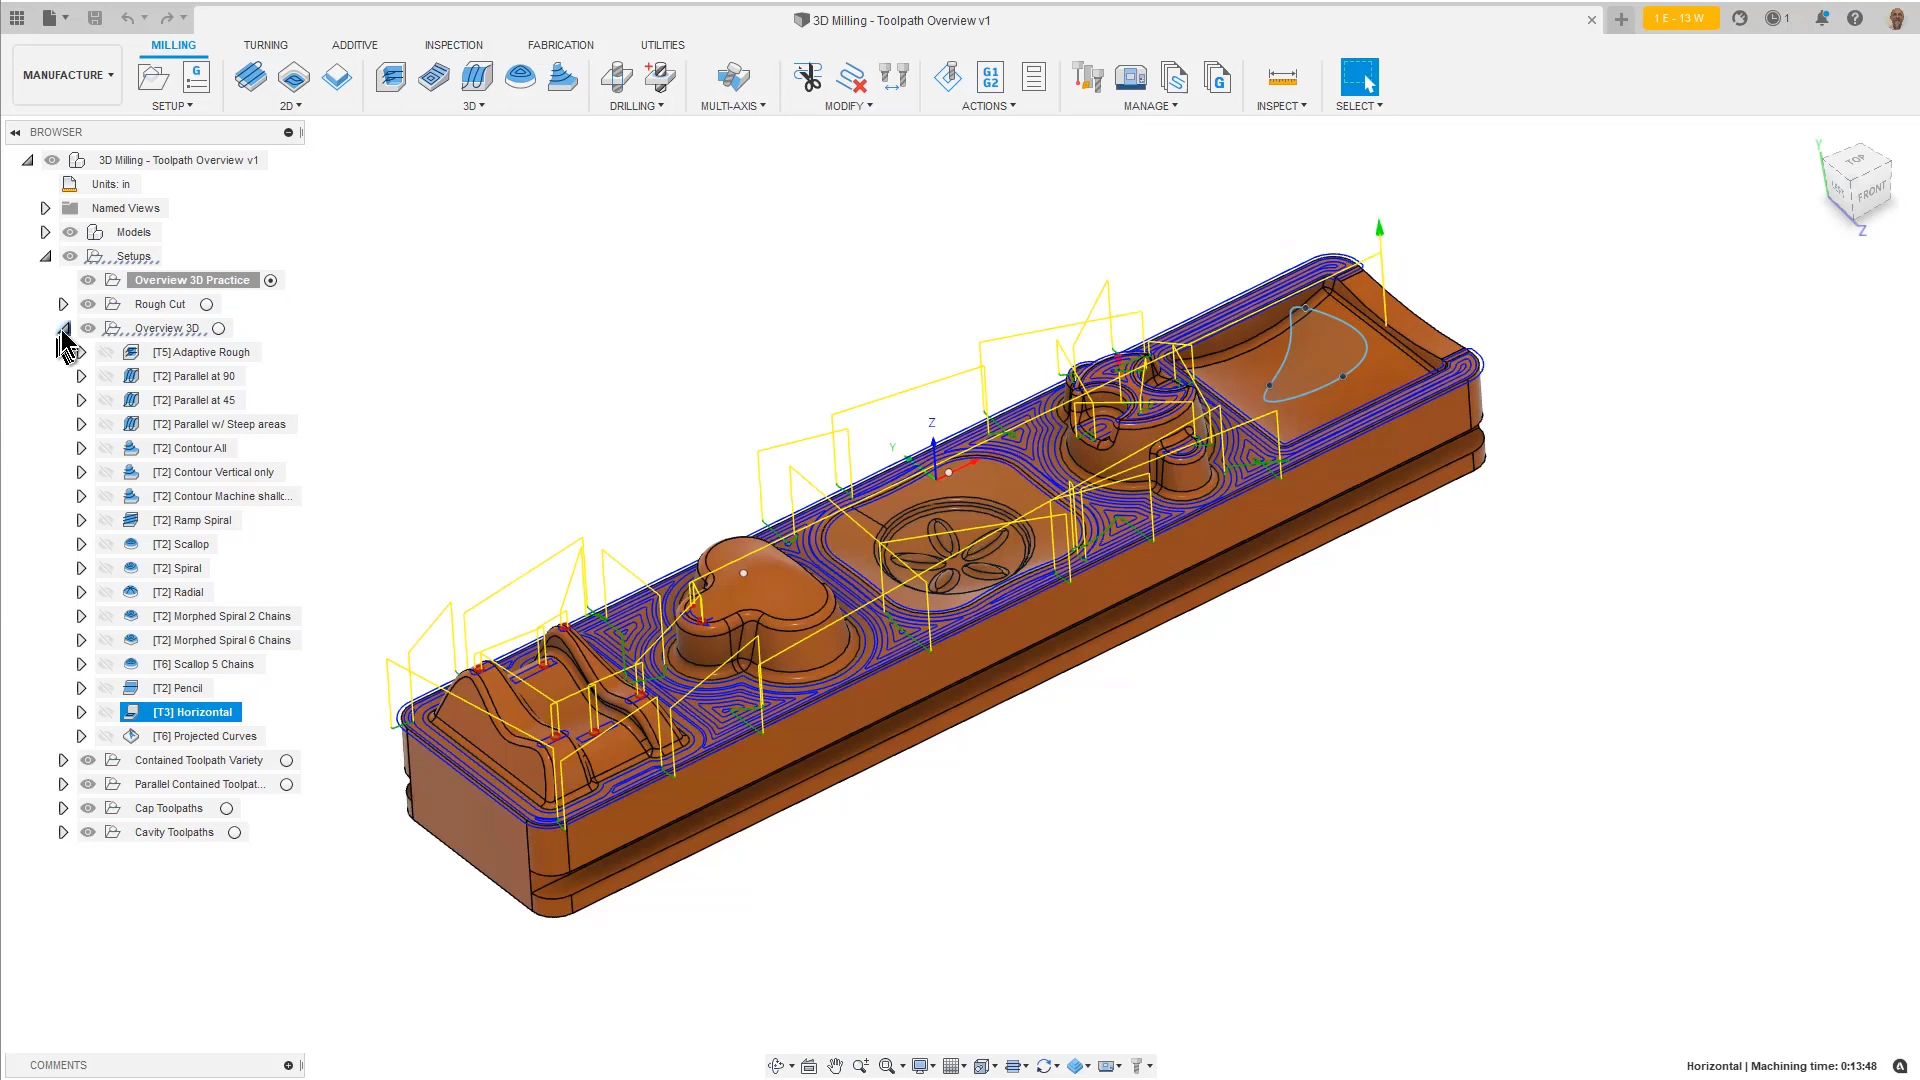 3D Milling - Toolpath Overview v1
1 E - 13 W
1
MILLING
TURNING
ADDITIVE
INSPECTION
FABRICATION
UTILITIES
MANUFACTURE
G
G1
G2
G
SETUP
2D
3D
DRILLING
MULTI-AXIS
MODIFY
ACTIONS
MANAGE
INSPECT
SELECT
BROWSER
3D Milling - Toolpath Overview v1
Units: in
Named Views
Models
Setups
Overview 3D Practice
Rough Cut
Overview 3D
[T5] Adaptive Rough
[T2] Parallel at 90
[T2] Parallel at 45
[T2] Parallel w/ Steep areas
[T2] Contour All
[T2] Contour Vertical only
[T2] Contour Machine shallc...
[T2] Ramp Spiral
[T2] Scallop
[T2] Spiral
[T2] Radial
[T2] Morphed Spiral 2 Chains
[T2] Morphed Spiral 6 Chains
[T6] Scallop 5 Chains
[T2] Pencil
[T3] Horizontal
[T6] Projected Curves
Contained Toolpath Variety
Parallel Contained Toolpat...
Cap Toolpaths
Cavity Toolpaths
Z
Y
Y
TOP
LEFT
FRONT
Z
COMMENTS
Horizontal | Machining time: 0:13:48